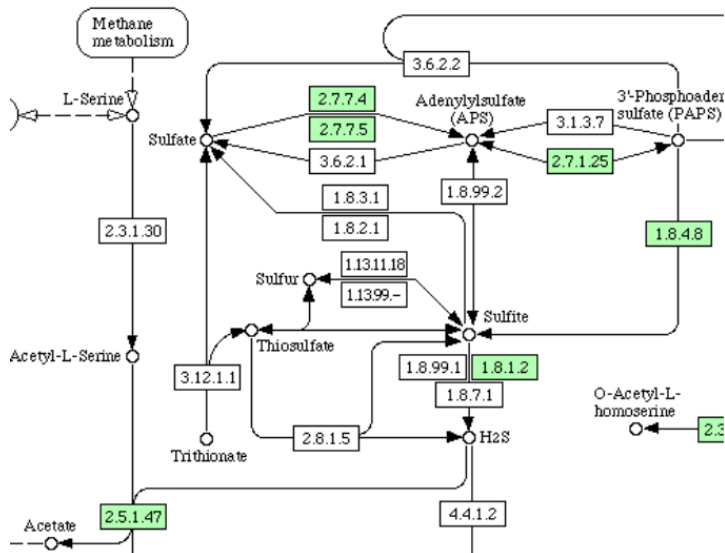 Methane
metabolism
3.6.2.2
L-Serine
2.7.7.4
Adenylylsulfate
(APS)
3'-Phosphoaden
sulfate (PAPS)
2.7.7.5
3.1.3.7
Sulfate
3.6.2.1
2.7.1.25
1.8.3.1
1.8.99.2
1.8.2.1
2.3.1.30
1.8.4.8
1.13.11.18
Sulfur
1.13.99.–
Sulfite
Thiosulfate
Acetyl-L-Serine
3.12.1.1
1.8.99.1
1.8.1.2
1.8.7.1
O-Acetyl-L-
homoserine
2.8.1.5
H2S
2.3
Trithionate
2.5.1.47
4.4.1.2
Acetate